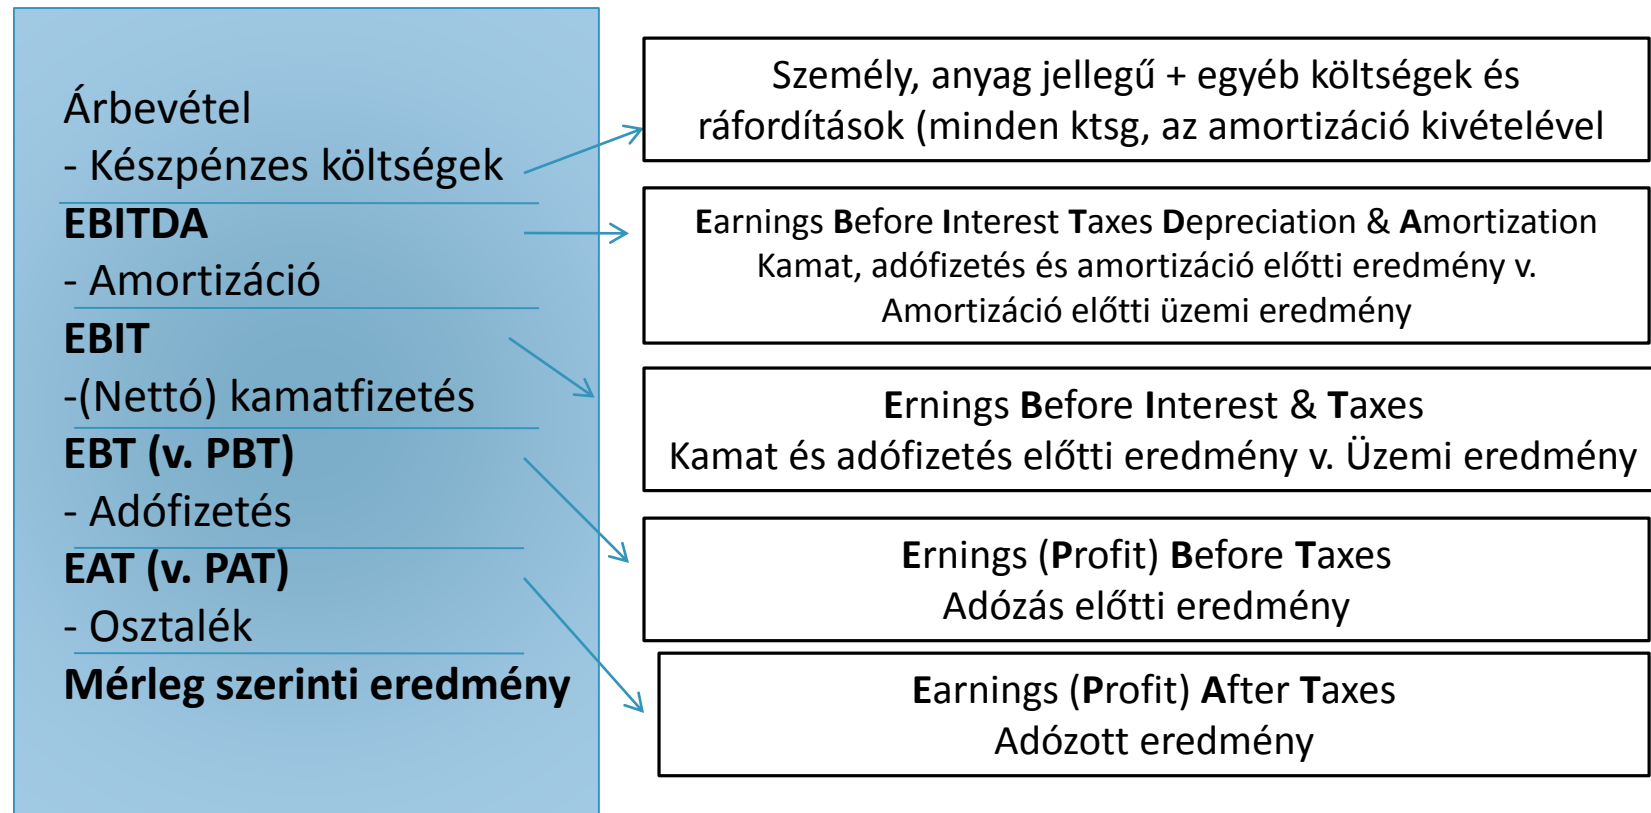 Árbevétel
- Készpénzes költségek
EBITDA
- Amortizáció
EBIT
-(Nettó) kamatfizetés
EBT (v. PBT)
- Adófizetés
EAT (v. PAT)
- Osztalék
Mérleg szerinti eredmény
Személy, anyag jellegű + egyéb költségek és
ráfordítások (minden ktsg, az amortizáció kivételével
Earnings Before Interest Taxes Depreciation & Amortization
Kamat, adófizetés és amortizáció előtti eredmény v.
Amortizáció előtti üzemi eredmény
Ernings Before Interest & Taxes
Kamat és adófizetés előtti eredmény v. Üzemi eredmény
Ernings (Profit) Before Taxes
Adózás előtti eredmény
Earnings (Profit) After Taxes
Adózott eredmény